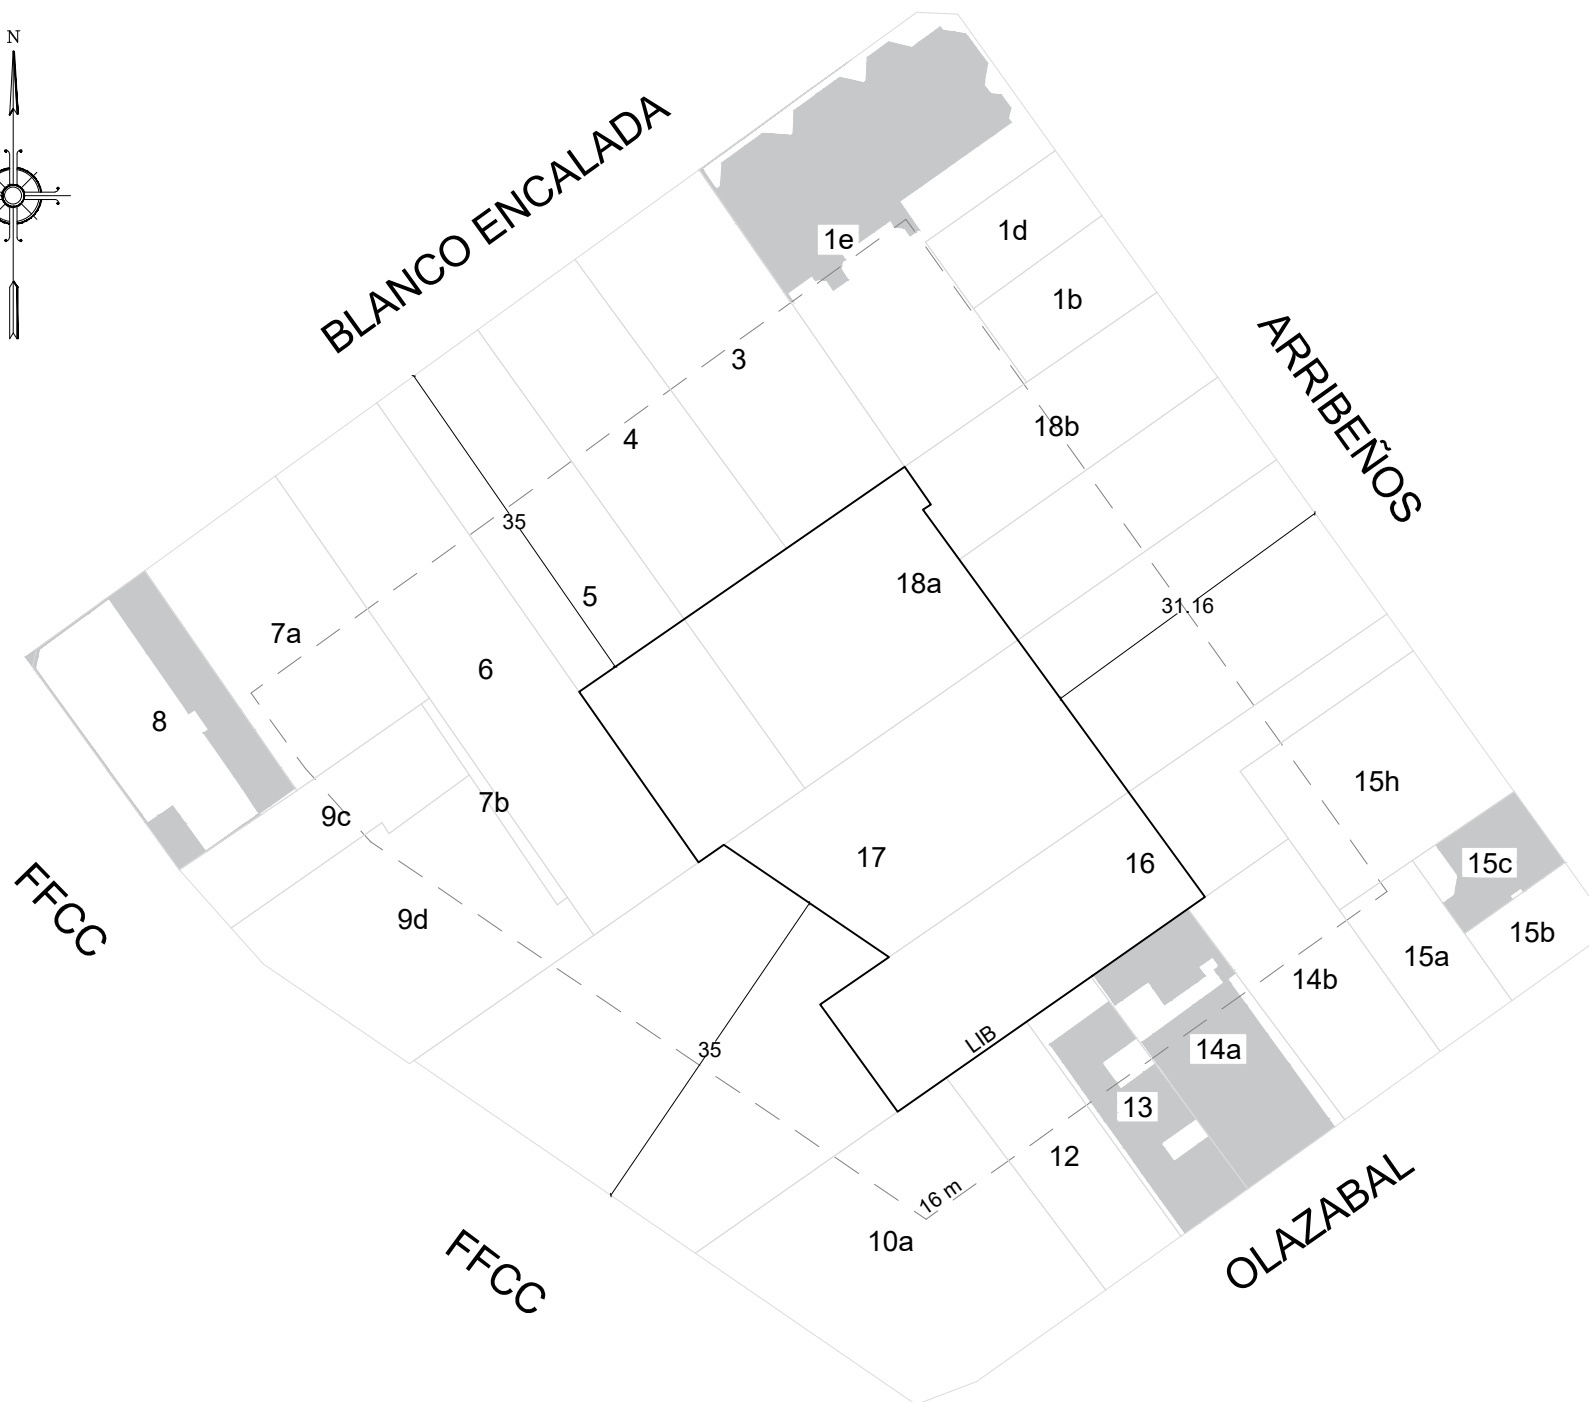 N
BLANCO ENCALADA
1e
1d
1b
3
ARRIBEÑOS
18b
4
35
18a
5
31.16
7a
6
8
15h
7b
9c
17
16
15c
FFCC
9d
15b
15a
14b
LIB
35
14a
13
12
16 m
10a
OLAZABAL
FFCC